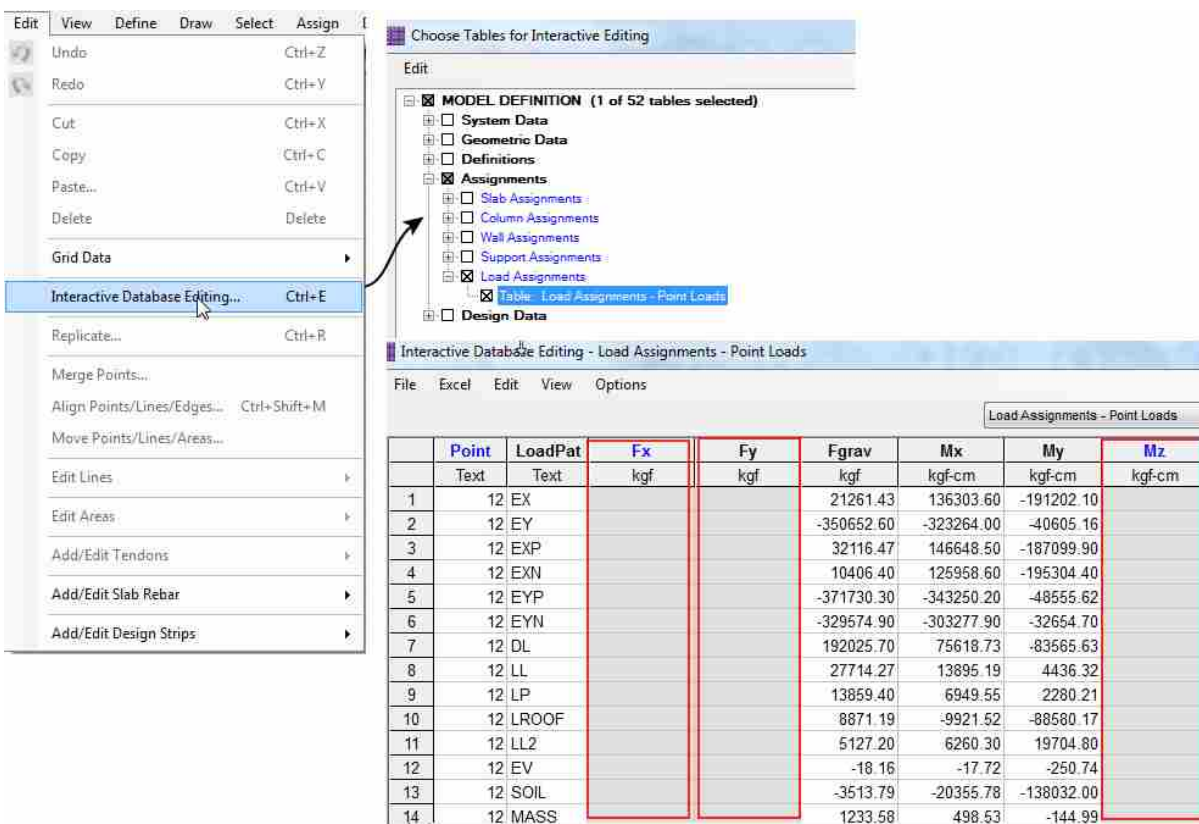 Edit View Define Draw Select Assign
Undo Ctrl+Z
Redo Ctrl+Y
Cut Ctrl+X
Copy Ctrl+C
Paste... Ctrl+V
Delete Delete
Grid Data
Interactive Database Editing... Ctrl+E
Replicate... Ctrl+R
Merge Points...
Align Points/Lines/Edges... Ctrl+Shift+M
Move Points/Lines/Areas...
Edit Lines
Edit Areas
Add/Edit Tendons
Add/Edit Slab Rebar
Add/Edit Design Strips
Choose Tables for Interactive Editing
Edit
MODEL DEFINITION (1 of 52 tables selected)
System Data
Geometric Data
Definitions
Assignments
Slab Assignments
Column Assignments
Wall Assignments
Support Assignments
Load Assignments
Table: Load Assignments - Point Loads
Design Data
Interactive Database Editing - Load Assignments - Point Loads
File Excel Edit View Options
Load Assignments - Point Loads
Point LoadPat Fx Fy Fgrav Mx My Mz
Text Text kgf kgf kgf kgf-cm kgf-cm kgf-cm
1 12 EX 21261.43 136303.60 -191202.10
2 12 EY -350652.60 -323264.00 -40605.16
3 12 EXP 32116.47 146648.50 -187099.90
4 12 EXN 10406.40 125958.60 -195304.40
5 12 EYP -371730.30 -343250.20 -48555.62
6 12 EYN -329574.90 -303277.90 -32654.70
7 12 DL 192025.70 75618.73 -83565.63
8 12 LL 27714.27 13895.19 4436.32
9 12 LP 13859.40 6949.55 2280.21
10 12 LROOF 8871.19 -9921.52 -88580.17
11 12 LL2 5127.20 6260.30 19704.80
12 12 EV -18.16 -17.72 -250.74
13 12 SOIL -3513.79 -20355.78 -138032.00
14 12 MASS 1233.58 498.53 -144.99